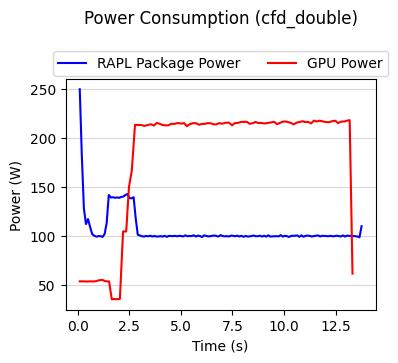 Power Consumption (cfd_double)
RAPL Package Power GPU Power
250
200
150
100
50
Power (W)
0.0 2.5 5.0 7.5 10.0 12.5
Time (s)